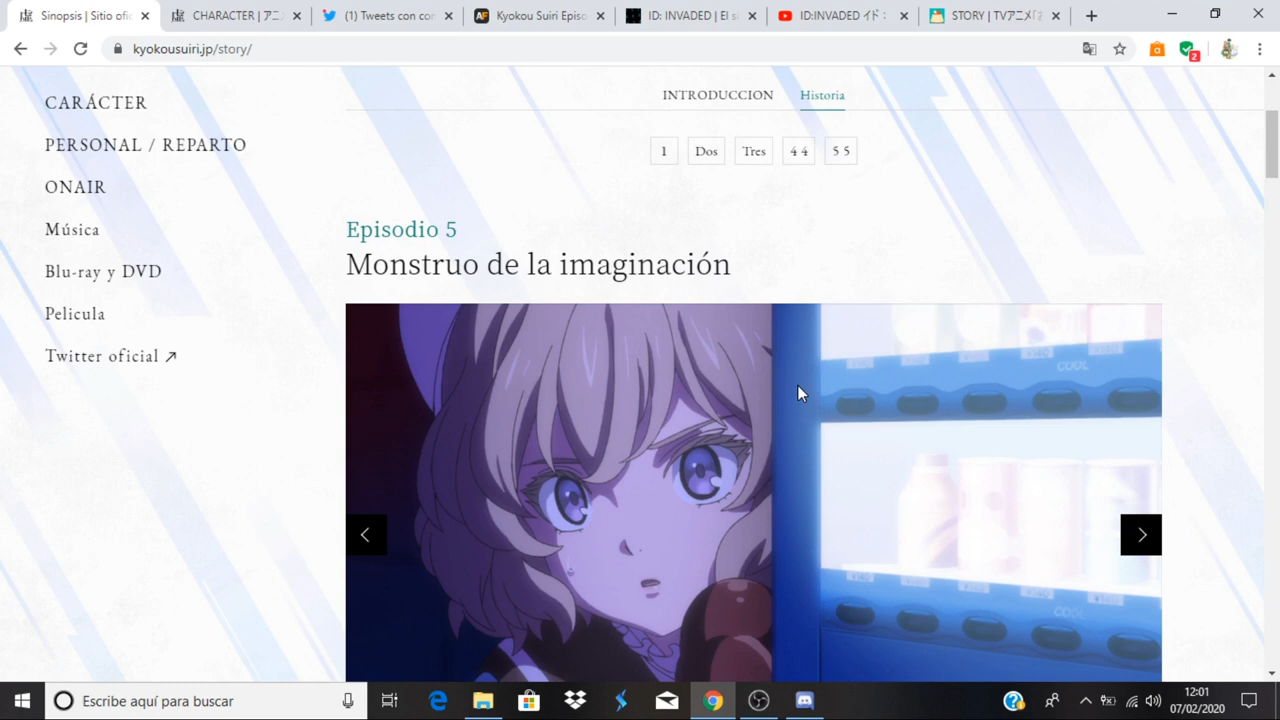 Sinopsis | Sitio ofi
CHARACTER | アニ
(1) Tweets con con
Kyokou Suiri Episo
ID: INVADED | El si
ID:INVADED イド :
STORY | TVアニメ「
kyokousuiri.jp/story/
2
CARÁCTER
PERSONAL / REPARTO
ONAIR
Música
Blu-ray y DVD
Pelicula
Twitter oficial ↗
INTRODUCCION Historia
1 Dos Tres 4 4 5 5
Episodio 5
Monstruo de la imaginación
COOL
COOL
Escribe aquí para buscar
12:01
07/02/2020